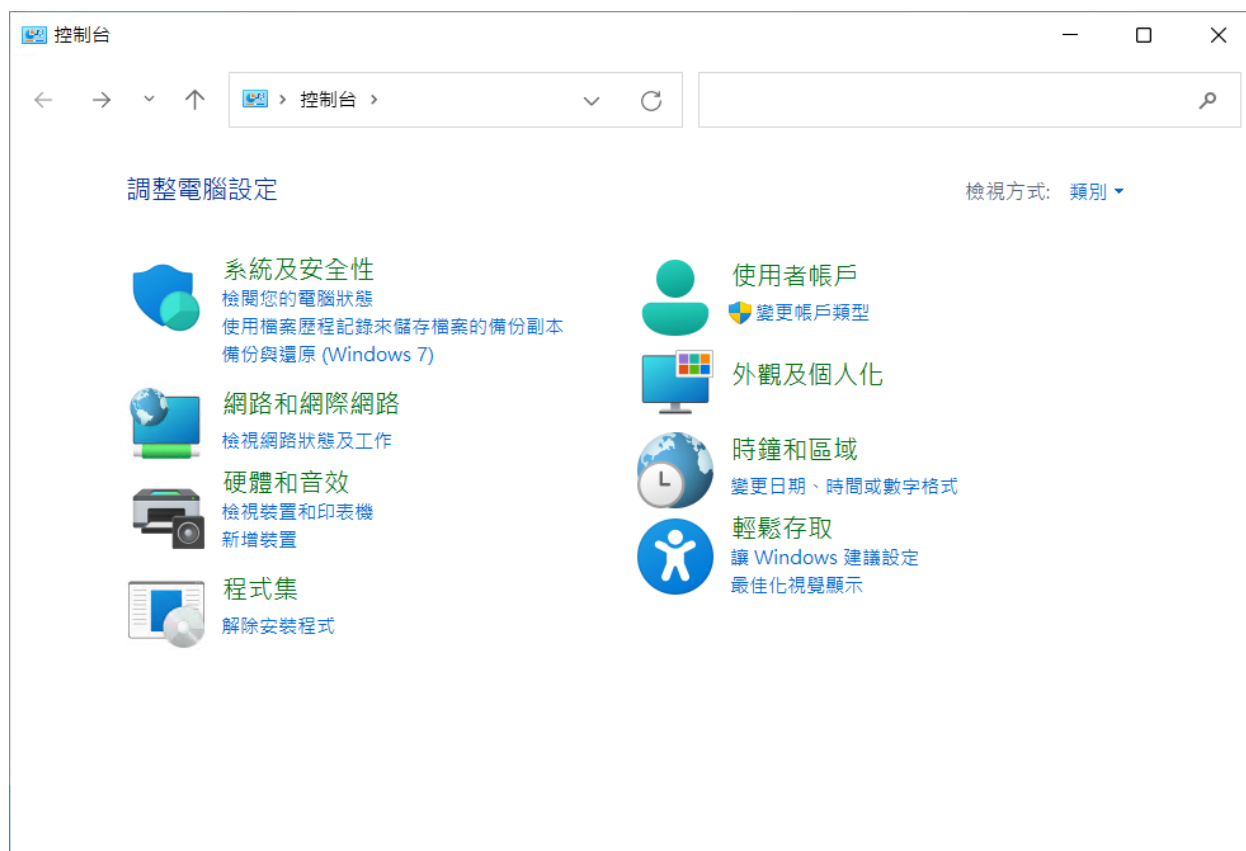 控制台
控制台
調整電腦設定
檢視方式: 類別
系統及安全性
檢閱您的電腦狀態
使用檔案歷程記錄來儲存檔案的備份副本
備份與還原 (Windows 7)
網路和網際網路
檢視網路狀態及工作
硬體和音效
檢視裝置和印表機
新增裝置
程式集
解除安裝程式
使用者帳戶
變更帳戶類型
外觀及個人化
時鐘和區域
變更日期、時間或數字格式
輕鬆存取
讓 Windows 建議設定
最佳化視覺顯示